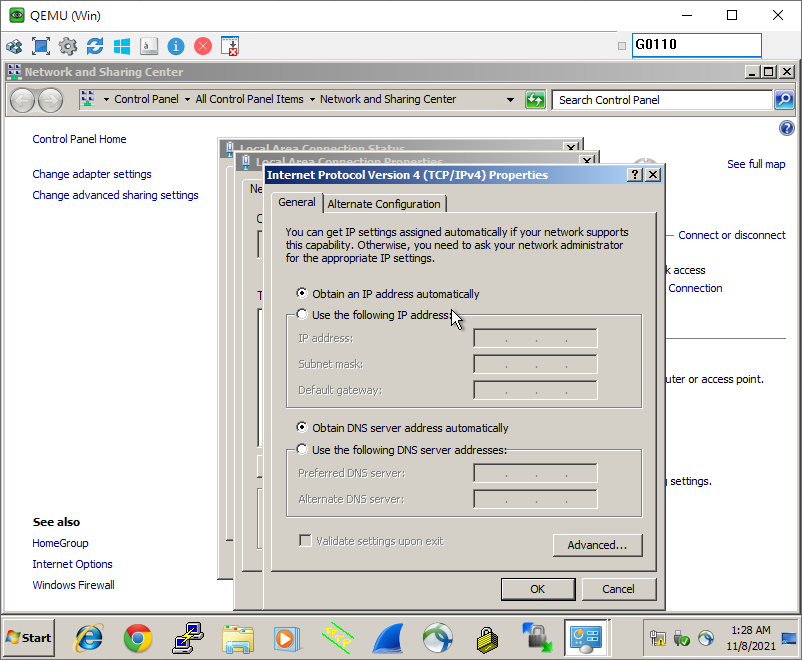 QEMU (Win)
G0110
Network and Sharing Center
Control Panel
All Control Panel Items
Network and Sharing Center
Search Control Panel
Control Panel Home
Change adapter settings
Change advanced sharing settings
See full map
Connect or disconnect
k access
Connection
uter or access point.
settings.
See also
HomeGroup
Internet Options
Windows Firewall
Local Area Connection Status
Local Area Connection Properties
Ne
Internet Protocol Version 4 (TCP/IPv4) Properties
General
Alternate Configuration
You can get IP settings assigned automatically if your network supports
this capability. Otherwise, you need to ask your network administrator
for the appropriate IP settings.
Obtain an IP address automatically
Use the following IP address:
IP address:
Subnet mask:
Default gateway:
Obtain DNS server address automatically
Use the following DNS server addresses:
Preferred DNS server:
Alternate DNS server:
Validate settings upon exit
Advanced...
OK
Cancel
Start
1:28 AM
11/8/2021